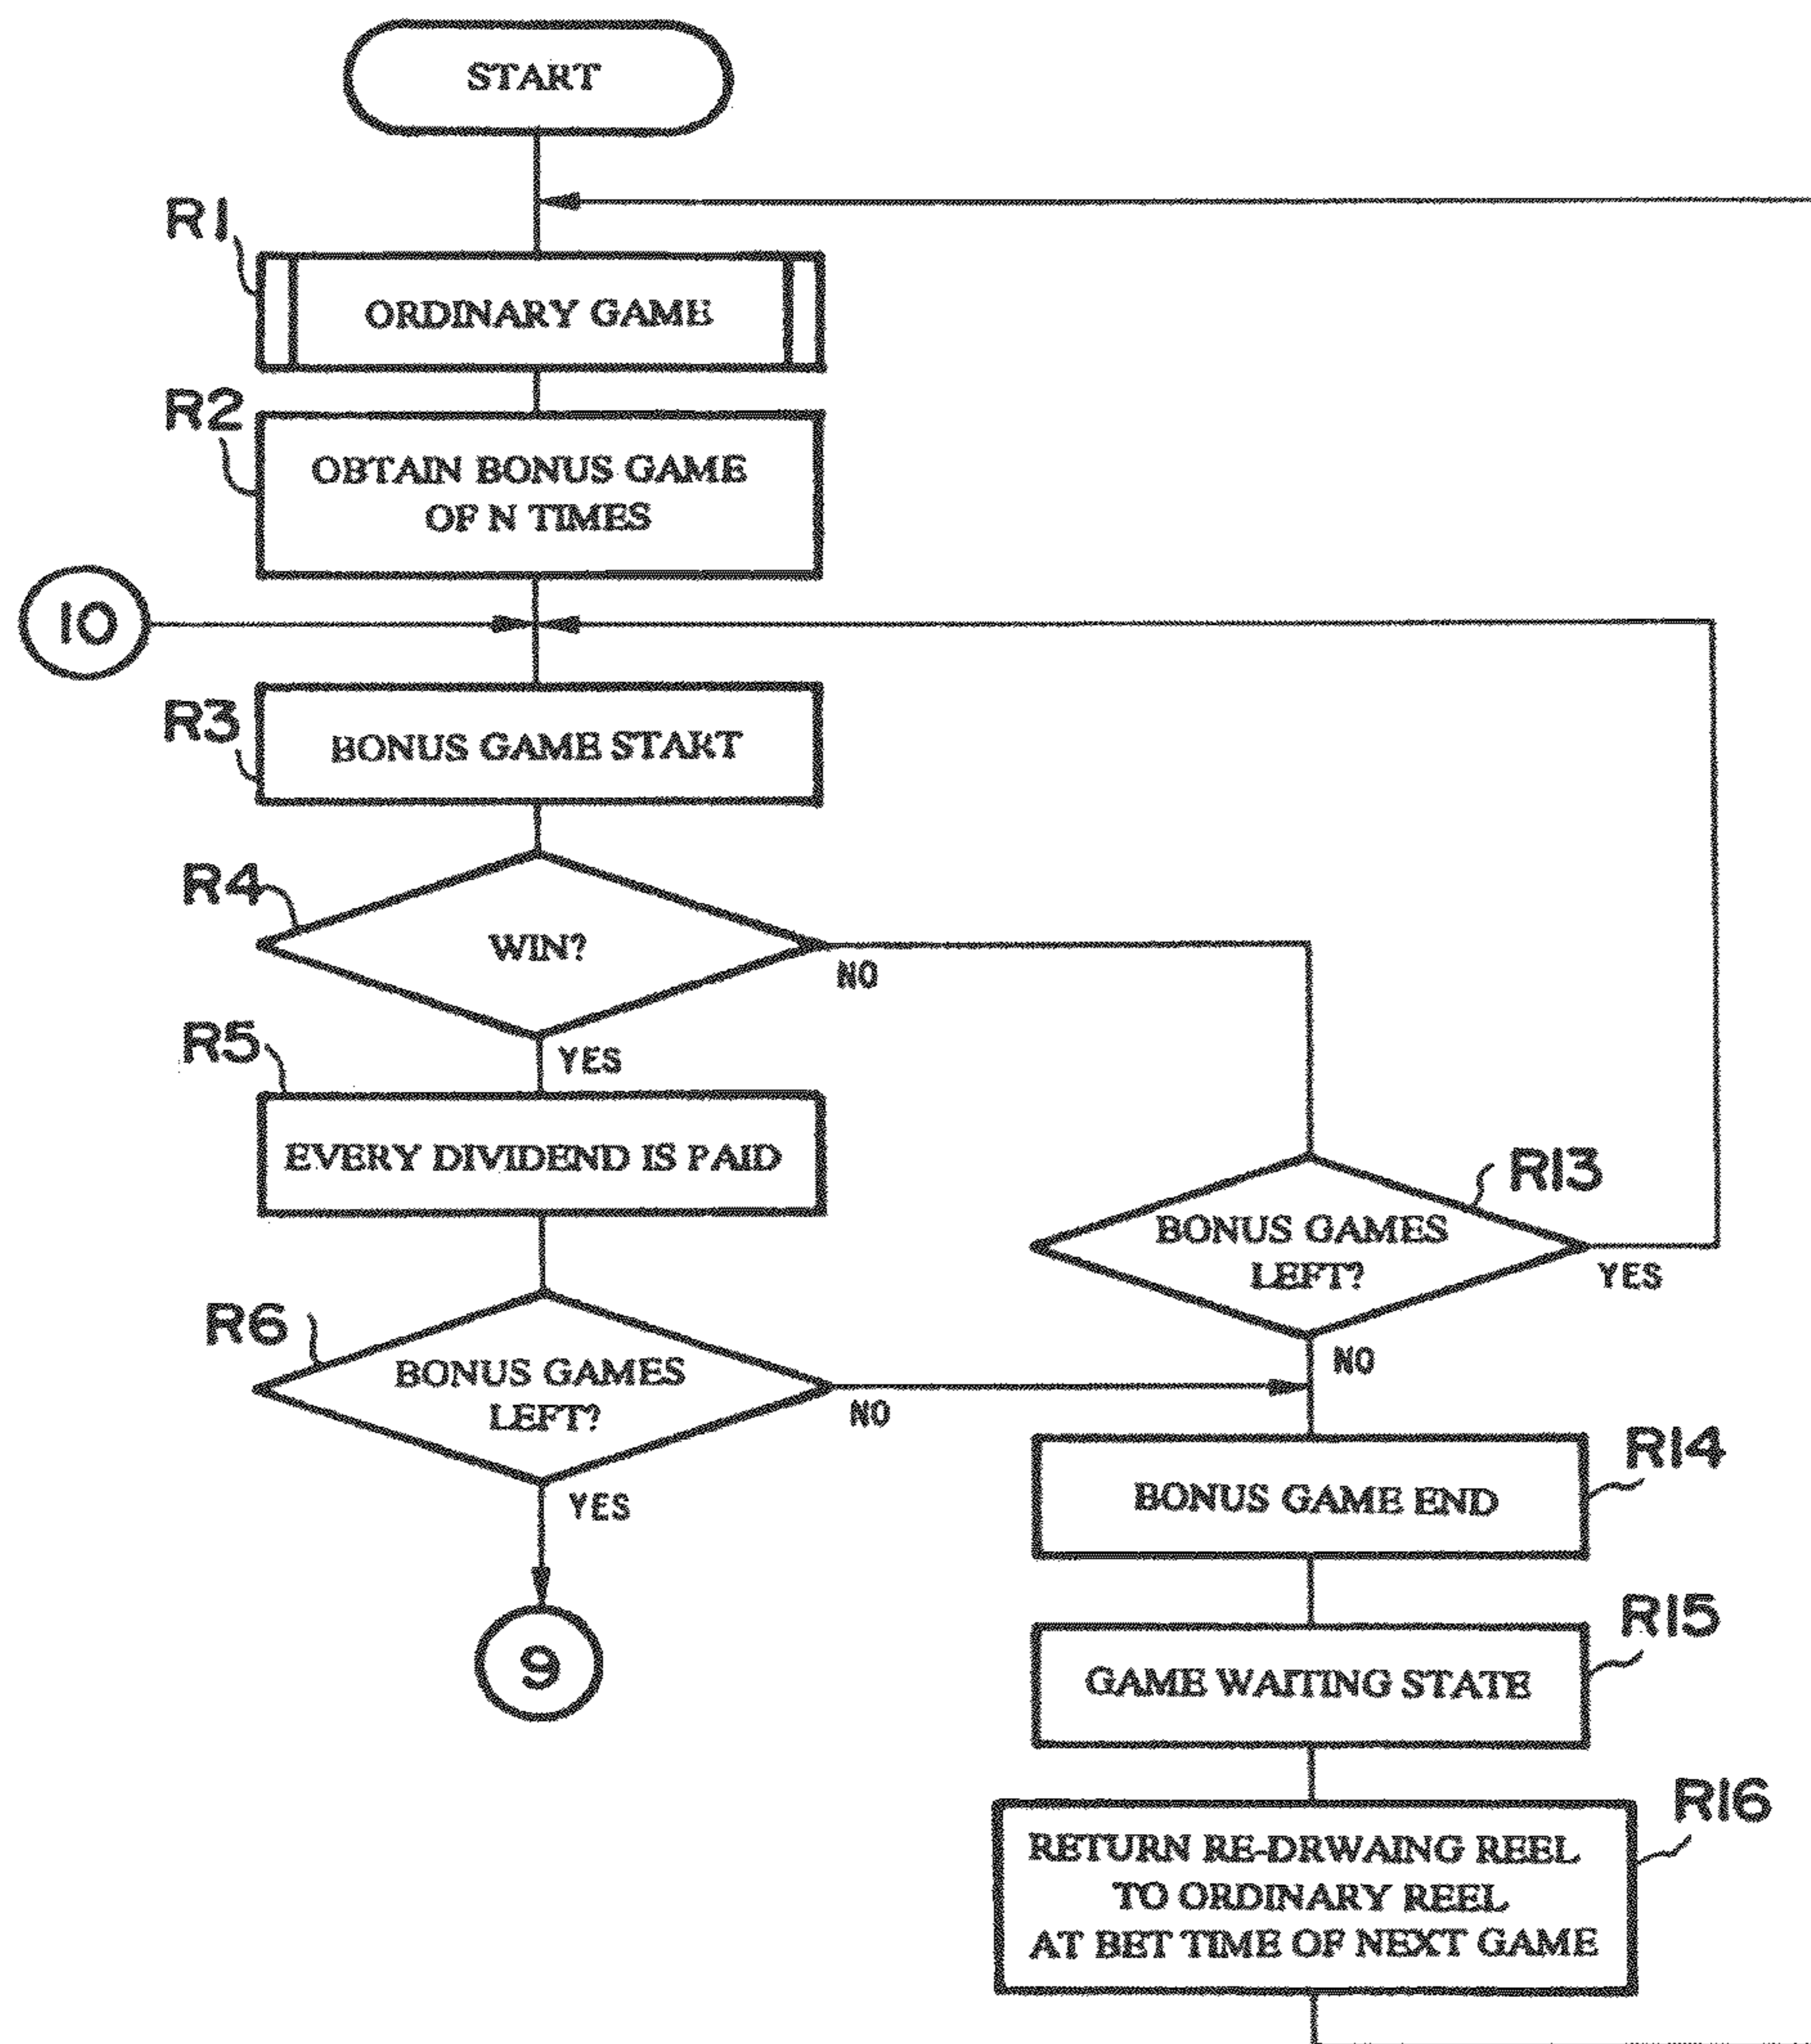 START
R1
ORDINARY GAME
R2
OBTAIN BONUS GAME
OF N TIMES
10
R3
BONUS GAME START
R4
WIN?
NO
YES
R5
EVERY DIVIDEND IS PAID
R13
BONUS GAMES
LEFT?
YES
NO
R6
BONUS GAMES
LEFT?
NO
YES
9
R14
BONUS GAME END
R15
GAME WAITING STATE
R16
RETURN RE-DRWAING REEL
TO ORDINARY REEL
AT BET TIME OF NEXT GAME